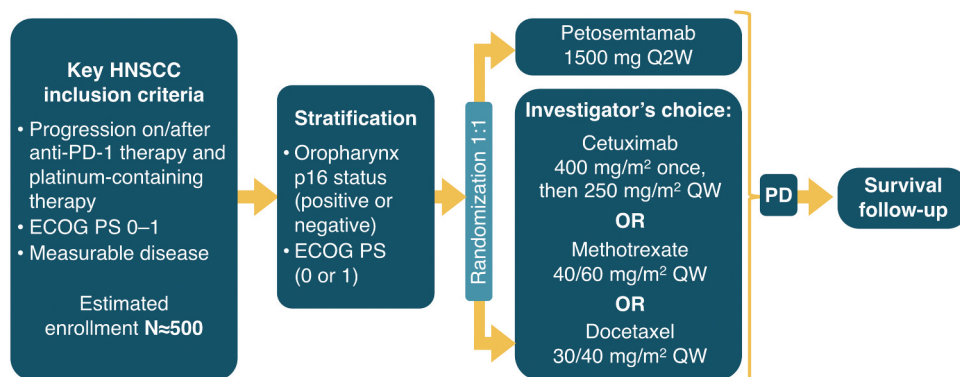 Key HNSCC
inclusion criteria
• Progression on/after
anti-PD-1 therapy and
platinum-containing
therapy
• ECOG PS 0–1
• Measurable disease
Estimated
enrollment N≈500
Stratification
• Oropharynx
p16 status
(positive or
negative)
• ECOG PS
(0 or 1)
Randomization 1:1
Petosemtamab
1500 mg Q2W
Investigator’s choice:
Cetuximab
400 mg/m² once,
then 250 mg/m² QW
OR
Methotrexate
40/60 mg/m² QW
OR
Docetaxel
30/40 mg/m² QW
PD
Survival
follow-up